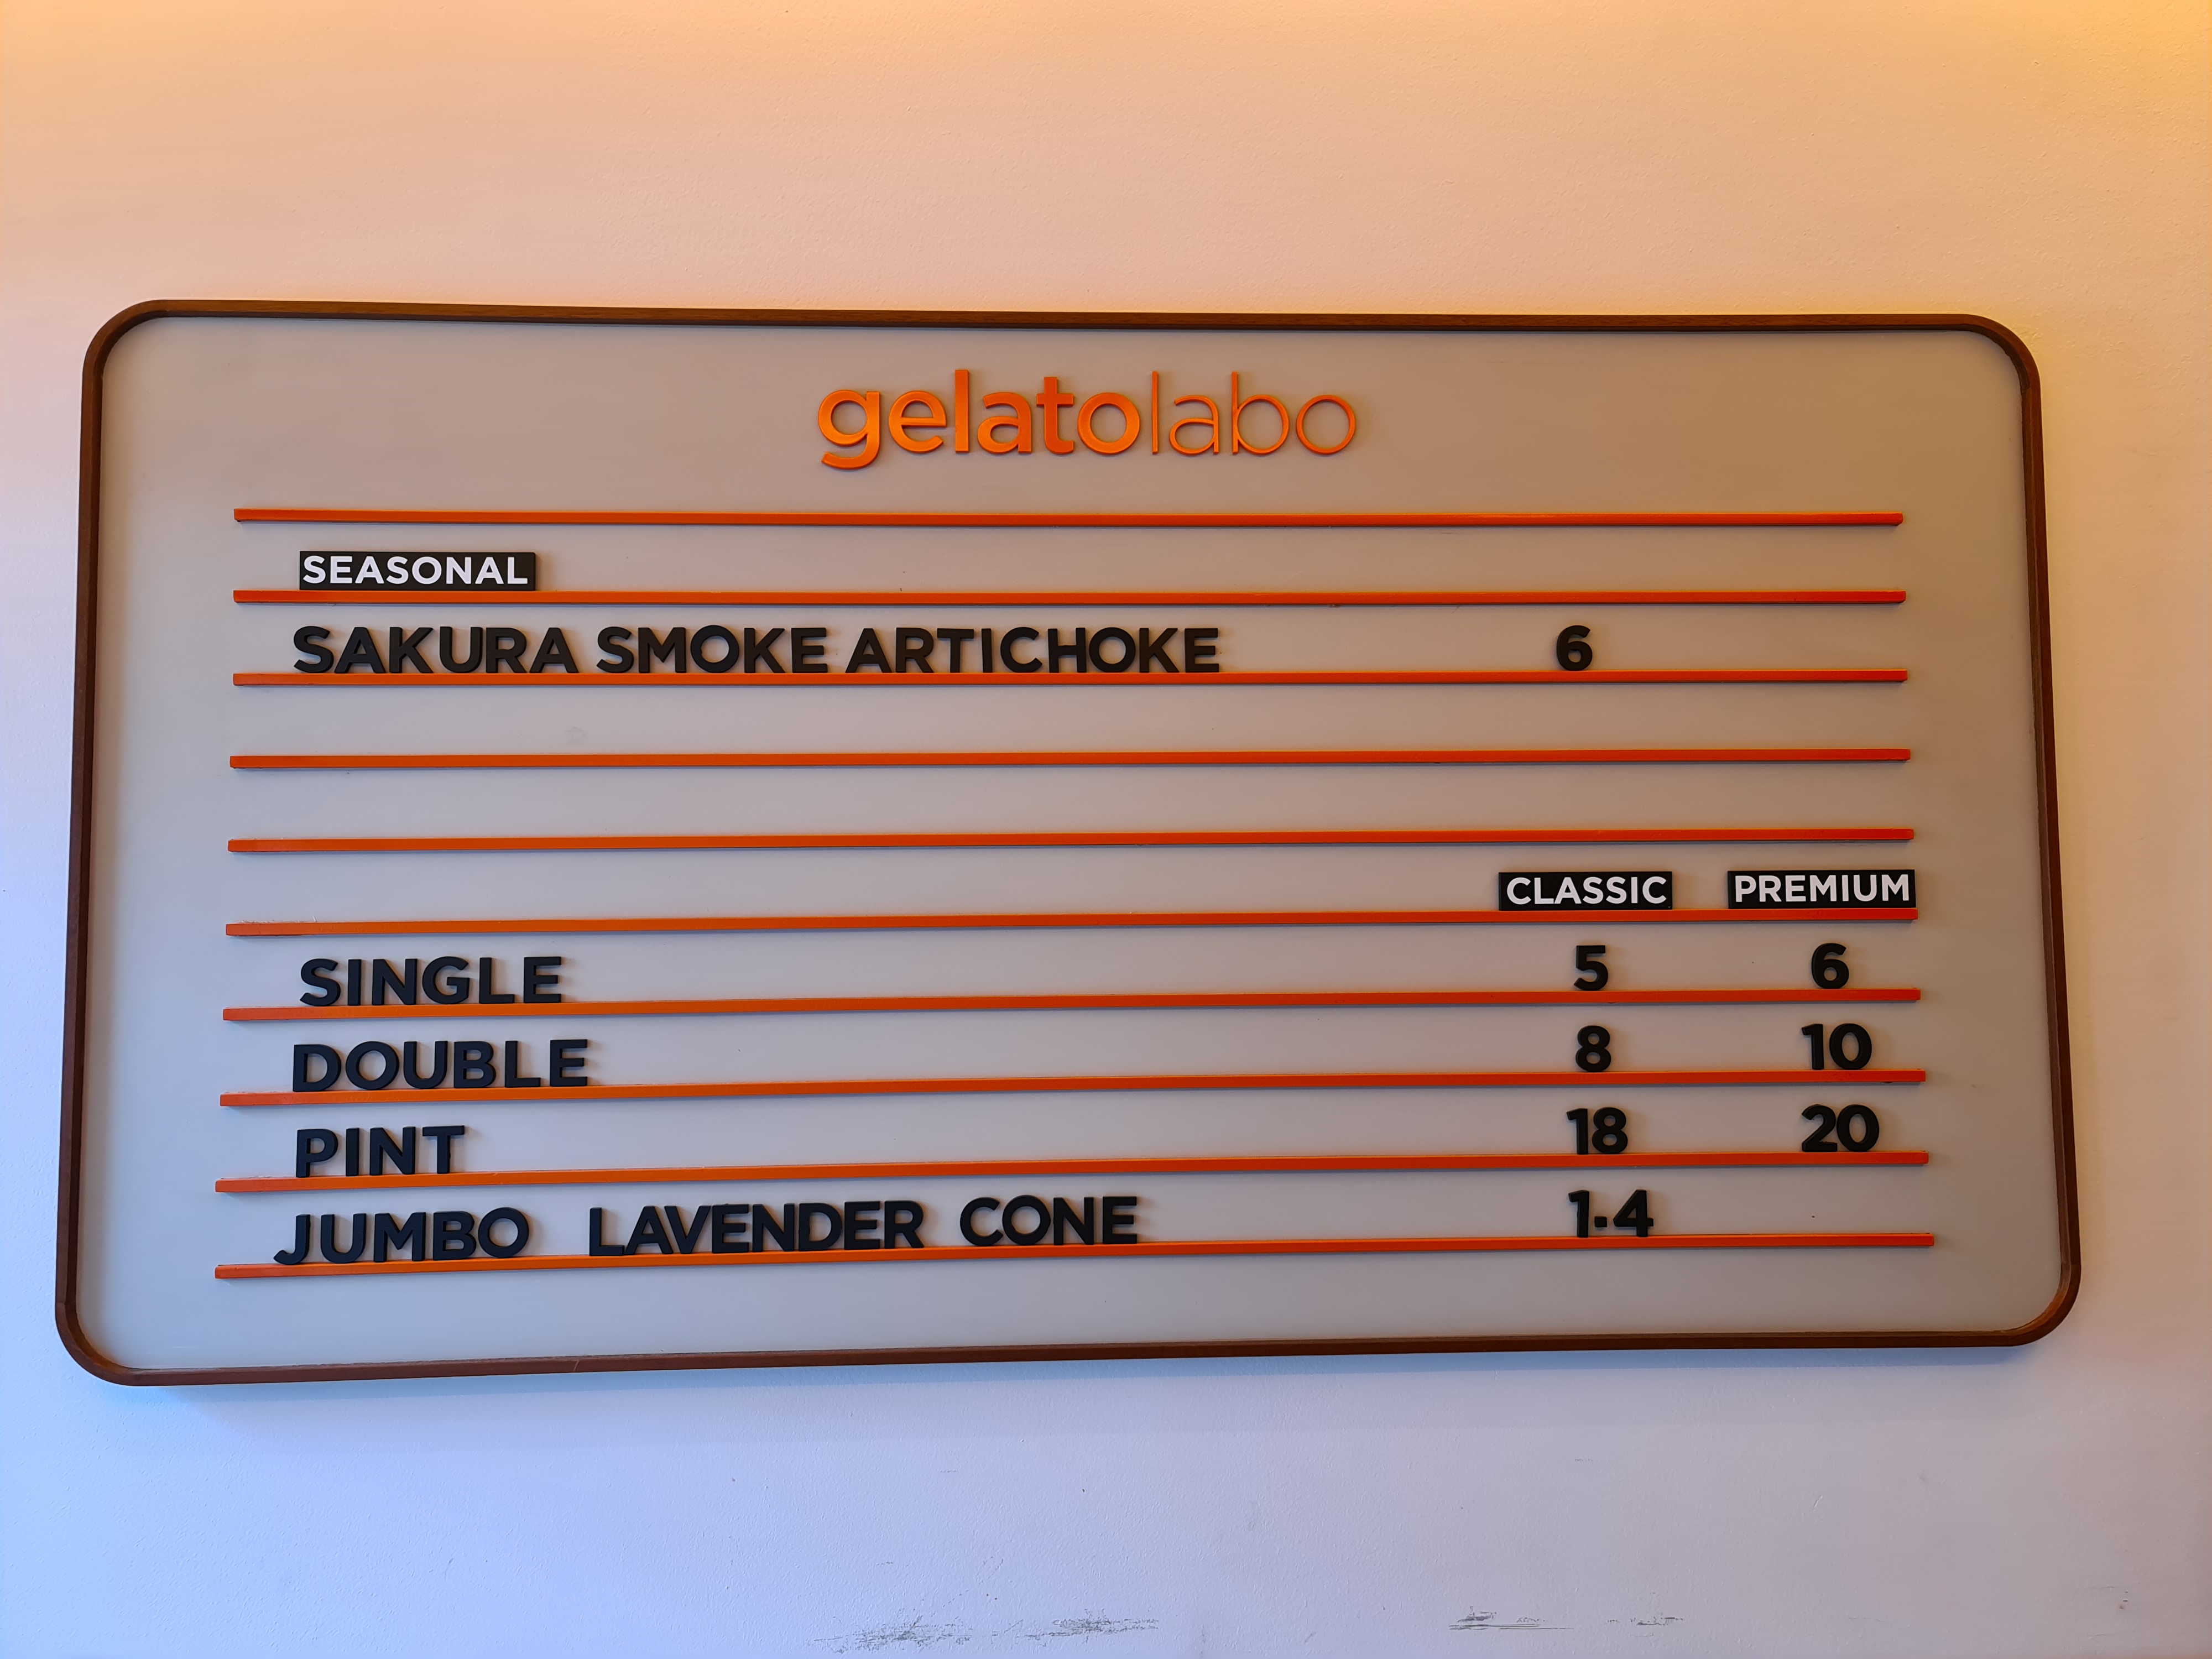 gelatolabo
SEASONAL
SAKURA SMOKE ARTICHOKE 6
CLASSIC PREMIUM
SINGLE 5 6
DOUBLE 8 10
PINT 18 20
JUMBO LAVENDER CONE 1.4